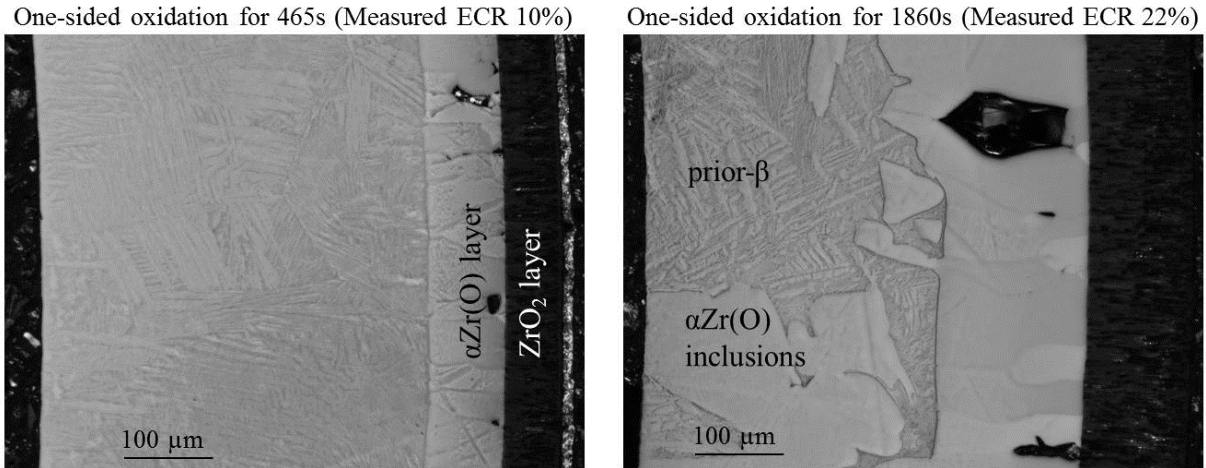 One-sided oxidation for 465s (Measured ECR 10%)
One-sided oxidation for 1860s (Measured ECR 22%)
αZr(O) layer
ZrO₂ layer
100 μm
prior-β
αZr(O)
inclusions
100 μm